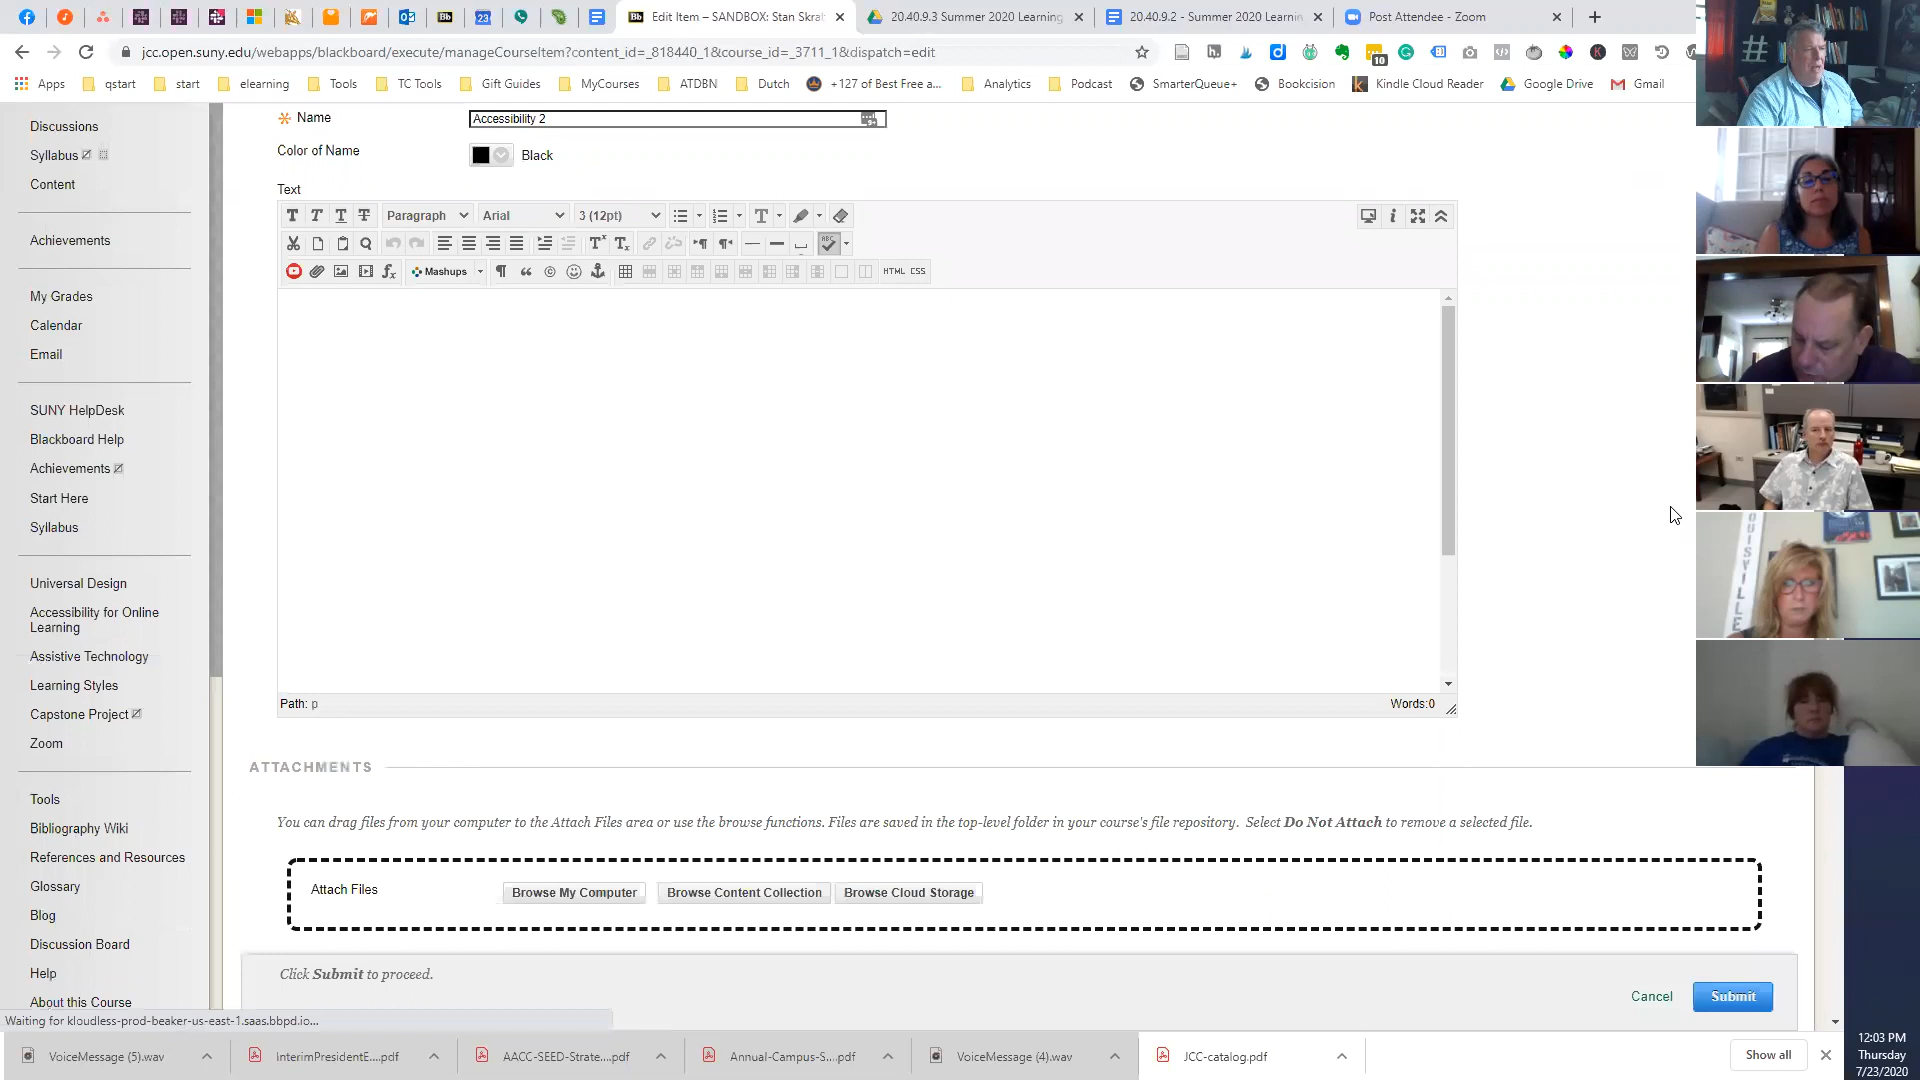 Edit Item – SANDBOX: Stan Skral
20.40.9.3 Summer 2020 Learning
20.40.9.2 - Summer 2020 Learnin
Post Attendee - Zoom
jcc.open.suny.edu/webapps/blackboard/execute/manageCourseItem?content_id=_818440_1&course_id=_3711_1&dispatch=edit
10
Apps
qstart
start
elearning
Tools
TC Tools
Gift Guides
MyCourses
ATDBN
Dutch
+127 of Best Free a...
Analytics
Podcast
SmarterQueue+
Bookcision
Kindle Cloud Reader
Google Drive
Gmail
Discussions
Syllabus
Content
Achievements
My Grades
Calendar
Email
SUNY HelpDesk
Blackboard Help
Achievements
Start Here
Syllabus
Universal Design
Accessibility for Online
Learning
Assistive Technology
Learning Styles
Capstone Project
Zoom
Tools
Bibliography Wiki
References and Resources
Glossary
Blog
Discussion Board
Help
About this Course
Name
Accessibility 2
Color of Name
Black
Text
Paragraph
Arial
3 (12pt)
Mashups
HTML CSS
Path: p
Words:0
ATTACHMENTS
You can drag files from your computer to the Attach Files area or use the browse functions. Files are saved in the top-level folder in your course's file repository. Select Do Not Attach to remove a selected file.
Attach Files
Browse My Computer
Browse Content Collection
Browse Cloud Storage
Click Submit to proceed.
Cancel
Submit
Waiting for kloudless-prod-beaker-us-east-1.saas.bbpd.io...
VoiceMessage (5).wav
InterimPresidentE....pdf
AACC-SEED-Strate....pdf
Annual-Campus-S....pdf
VoiceMessage (4).wav
JCC-catalog.pdf
Show all
12:03 PM
Thursday
7/23/2020